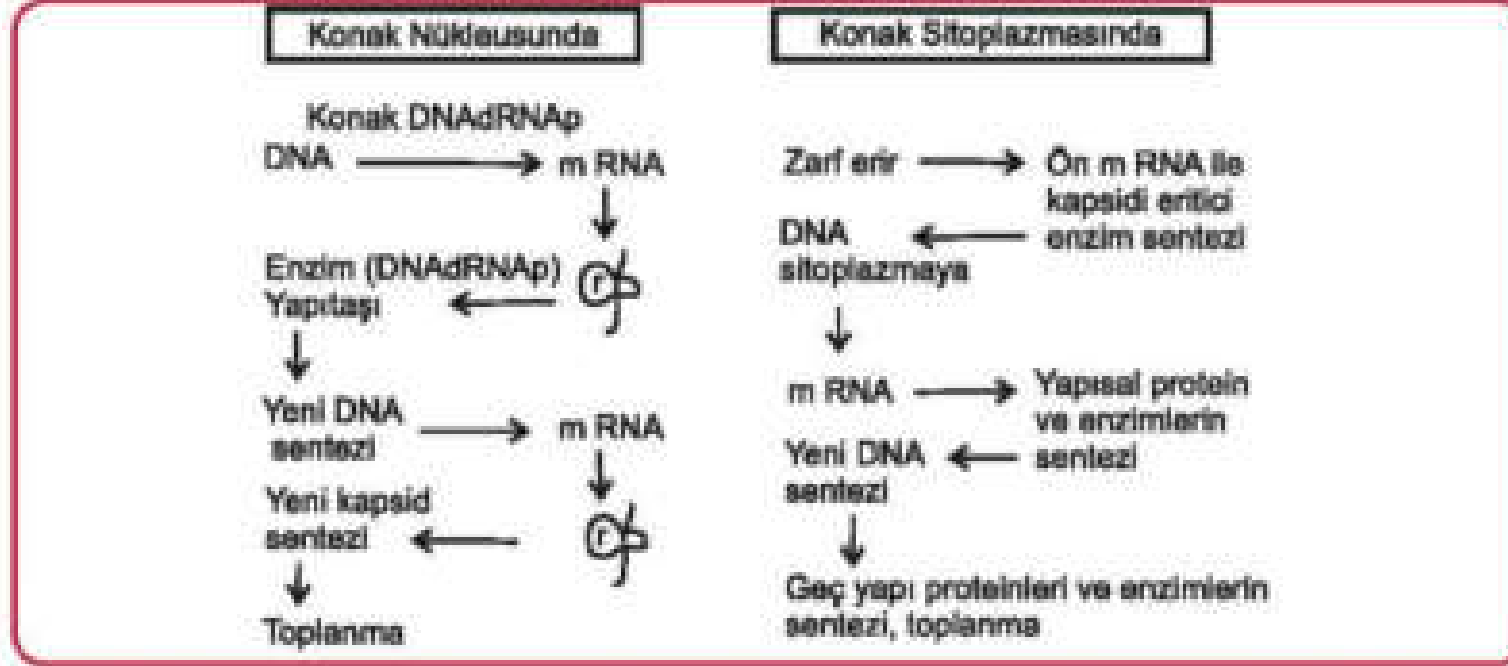 Konak Nüklausunda
Konak DNAdRNAp
DNA → m RNA
Enzim (DNAdRNAp)
Yapıtaşı
r
Yeni DNA
sentezi
m RNA
Yeni kapsid
sentezi
r
Toplanma
Konak Sitoplazmasında
Zarf erir → Ön m RNA ile
kapsidi eritici
enzim sentezi
DNA
sitoplazmaya
m RNA → Yapısal protein
ve enzimlerin
sentezi
Yeni DNA
sentezi
Geç yapı proteinleri ve enzimlerin
sentezi, toplanma